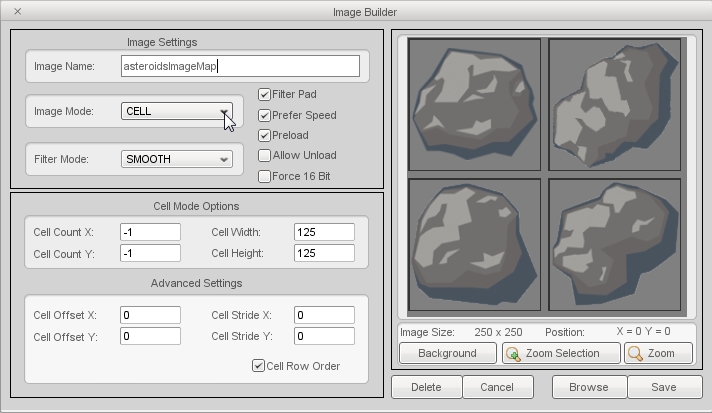 Image Builder
Image Settings
Image Name: asteroidsImageMap
Image Mode: CELL
Filter Mode: SMOOTH
Filter Pad
Prefer Speed
Preload
Allow Unload
Force 16 Bit
Cell Mode Options
Cell Count X: -1 Cell Width: 125
Cell Count Y: -1 Cell Height: 125
Advanced Settings
Cell Offset X: 0 Cell Stride X: 0
Cell Offset Y: 0 Cell Stride Y: 0
Cell Row Order
Image Size: 250 x 250 Position: X = 0 Y = 0
Background Zoom Selection Zoom
Delete Cancel Browse Save